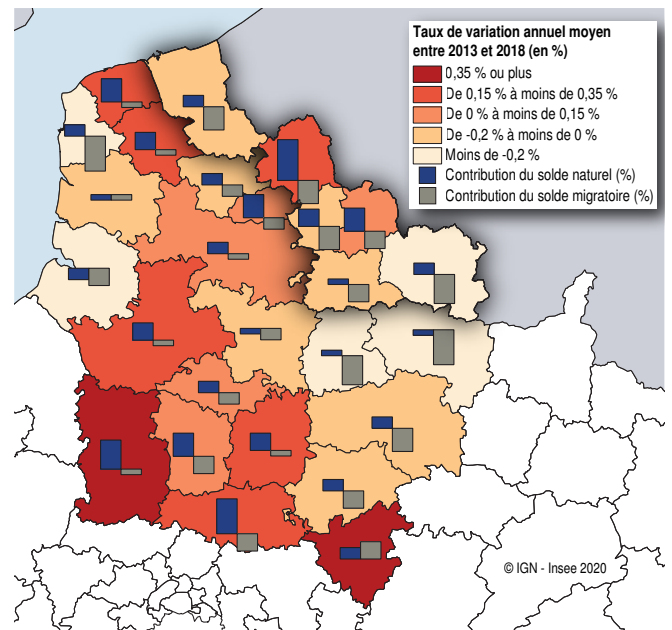 Taux de variation annuel moyen
entre 2013 et 2018 (en %)
0,35 % ou plus
De 0,15 % à moins de 0,35 %
De 0 % à moins de 0,15 %
De -0,2 % à moins de 0 %
Moins de -0,2 %
Contribution du solde naturel (%)
Contribution du solde migratoire (%)
© IGN - Insee 2020